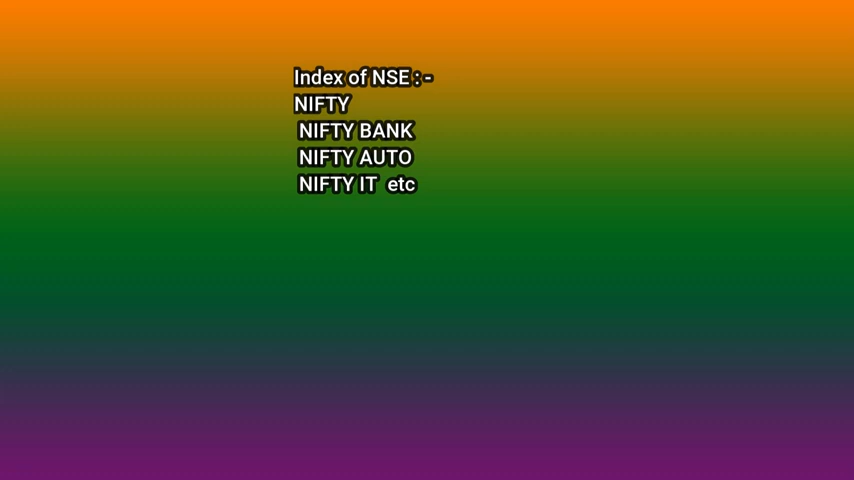 Index of NSE : -
NIFTY
NIFTY BANK
NIFTY AUTO
NIFTY IT  etc